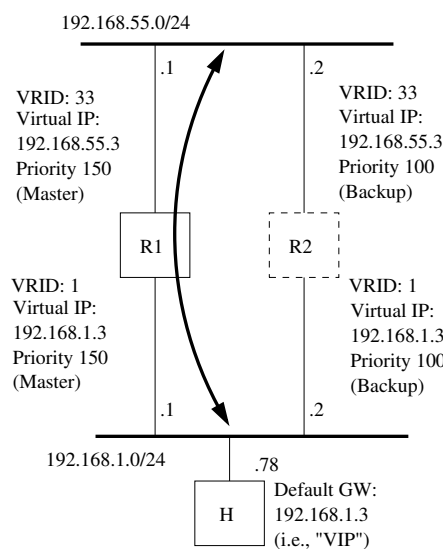 192.168.55.0/24
.1
.2
VRID: 33
Virtual IP:
192.168.55.3
Priority 150
(Master)
VRID: 33
Virtual IP:
192.168.55.3
Priority 100
(Backup)
R1
R2
VRID: 1
Virtual IP:
192.168.1.3
Priority 150
(Master)
VRID: 1
Virtual IP:
192.168.1.3
Priority 100
(Backup)
.1
.2
192.168.1.0/24
.78
H
Default GW:
192.168.1.3
(i.e., "VIP")